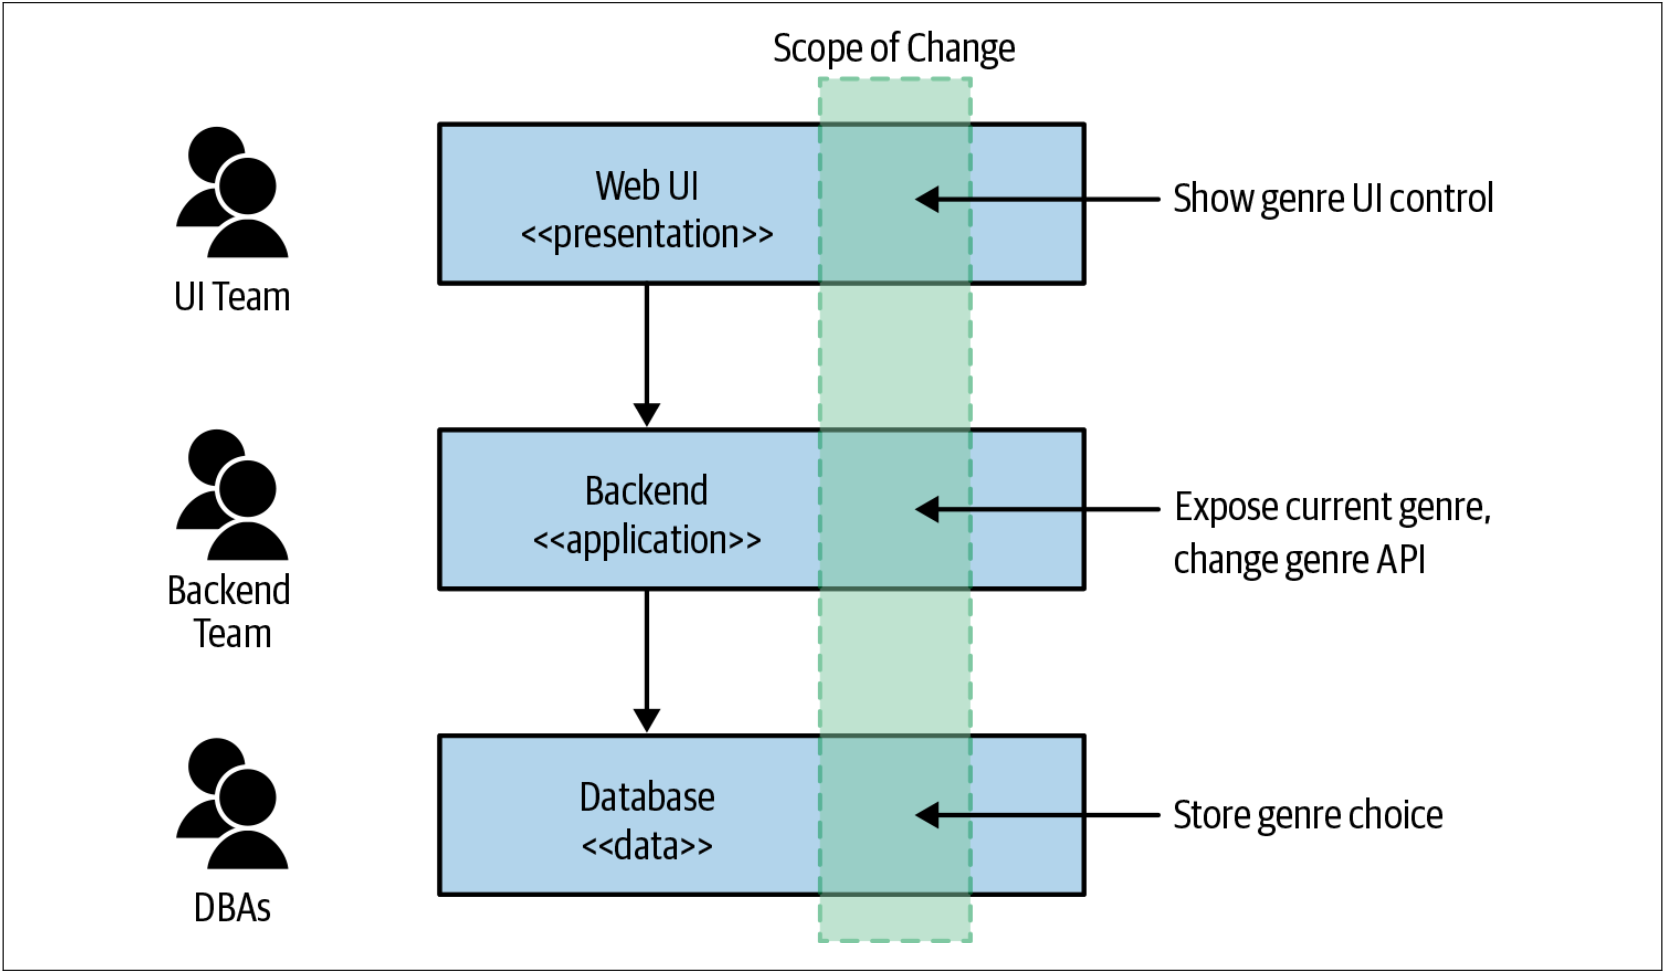 Scope of Change
Web UI
<<presentation>>
Show genre UI control
UI Team
Backend
<<application>>
Expose current genre,
change genre API
Backend
Team
Database
<<data>>
Store genre choice
DBAs